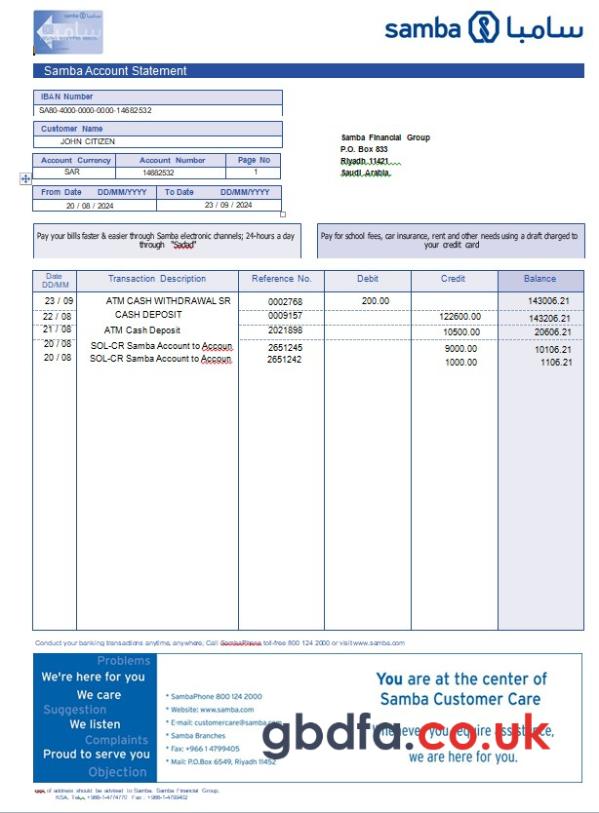 samba سامبا
samba سامبا
Samba Account Statement
IBAN Number
SA80-4000-0000-0000-14682532
Customer Name
JOHN CITIZEN
Account Currency Account Number Page No
SAR 14682532 1
From Date DD/MM/YYYY To Date DD/MM/YYYY
20 / 08 / 2024 23 / 09 / 2024
Samba Financial Group
P.O. Box 833
Riyadh 11421
Saudi Arabia
Pay your bills faster & easier through Samba electronic channels; 24-hours a day
through "Sadad"
Pay for school fees, car insurance, rent and other needs using a draft charged to
your credit card
Date DD/MM Transaction Description Reference No. Debit Credit Balance
23 / 09 ATM CASH WITHDRAWAL SR 0002768 200.00 143006.21
22 / 08 CASH DEPOSIT 0009157 122600.00 143206.21
21 / 08 ATM Cash Deposit 2021898 10500.00 20606.21
20 / 08 SOL-CR Samba Account to Accoun 2651245 9000.00 10106.21
20 / 08 SOL-CR Samba Account to Accoun 2651242 1000.00 1106.21
Conduct your banking transactions anytime, anywhere, Call SambaPhone toll-free 800 124 2000 or visit www.samba.com
Problems
We're here for you
We care
Suggestion
We listen
Complaints
Proud to serve you
Objection
* SambaPhone 800 124 2000
* Website: www.samba.com
* E-mail: customercare@samba.com
* Samba Branches
* Fax: +966 1 4799405
* Mail: P.O.Box 6549, Riyadh 11452
You are at the center of
Samba Customer Care
Whenever you require assistance,
we are here for you.
gbdfa.co.uk
of address should be advised to Samba. Samba Financial Group,